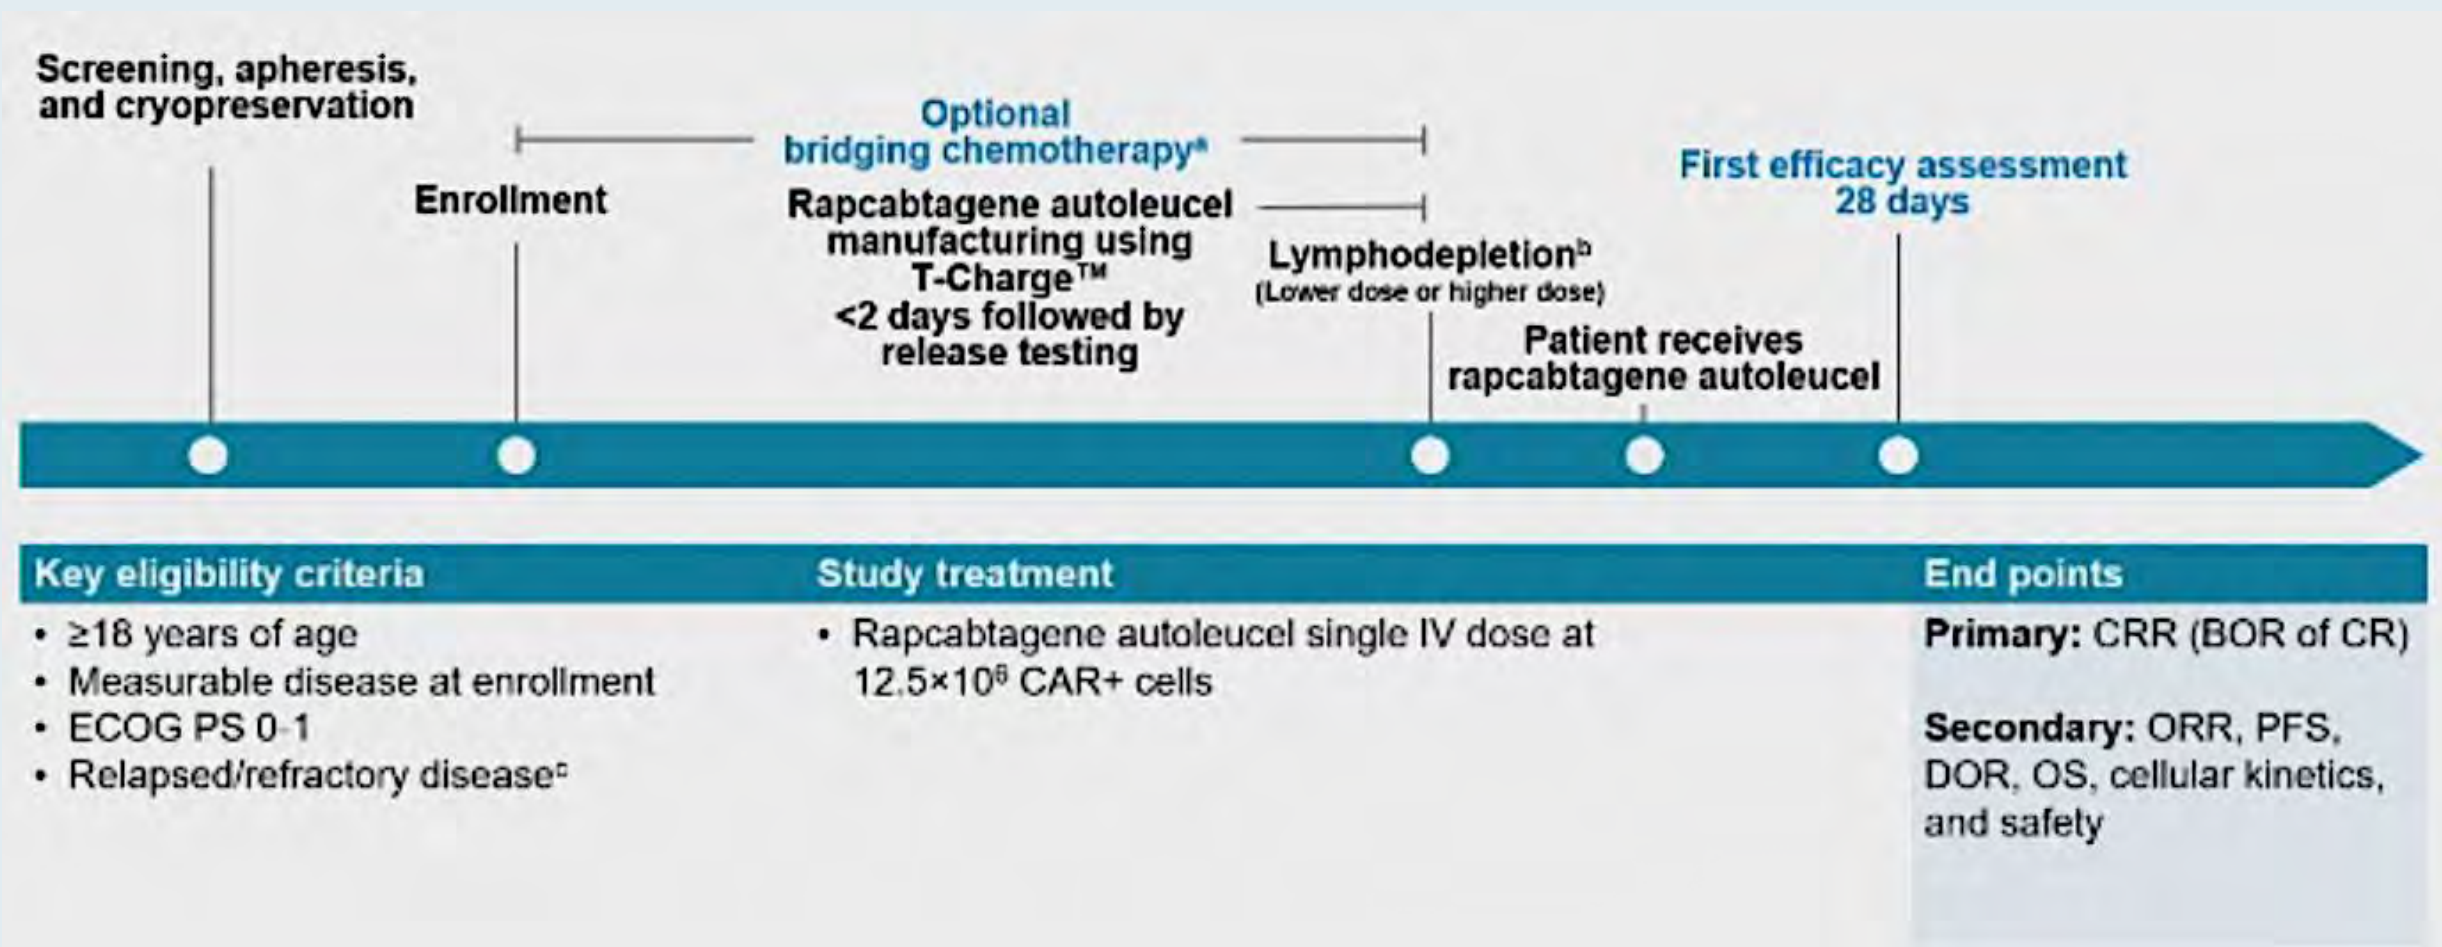 Screening, apheresis,
and cryopreservation
Enrollment
Optional
bridging chemotherapyᵃ
Rapcabtagene autoleucel
manufacturing using
T-Charge™
<2 days followed by
release testing
Lymphodepletionᵇ
(Lower dose or higher dose)
Patient receives
rapcabtagene autoleucel
First efficacy assessment
28 days
Key eligibility criteria
• ≥18 years of age
• Measurable disease at enrollment
• ECOG PS 0-1
• Relapsed/refractory diseaseᶜ
Study treatment
• Rapcabtagene autoleucel single IV dose at
12.5×10⁶ CAR+ cells
End points
Primary: CRR (BOR of CR)
Secondary: ORR, PFS,
DOR, OS, cellular kinetics,
and safety